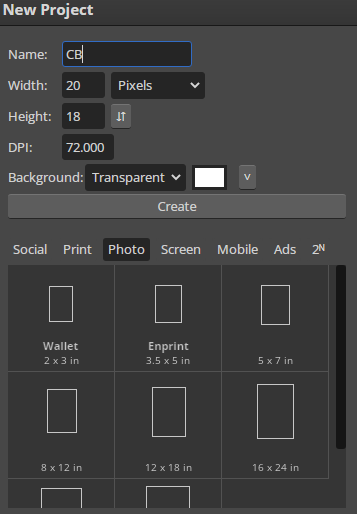 New Project
Name: CB
Width: 20 Pixels
Height: 18
DPI: 72.000
Background: Transparent v
Create
Social Print Photo Screen Mobile Ads 2ᴺ
Wallet Enprint
2 x 3 in 3.5 x 5 in 5 x 7 in
8 x 12 in 12 x 18 in 16 x 24 in